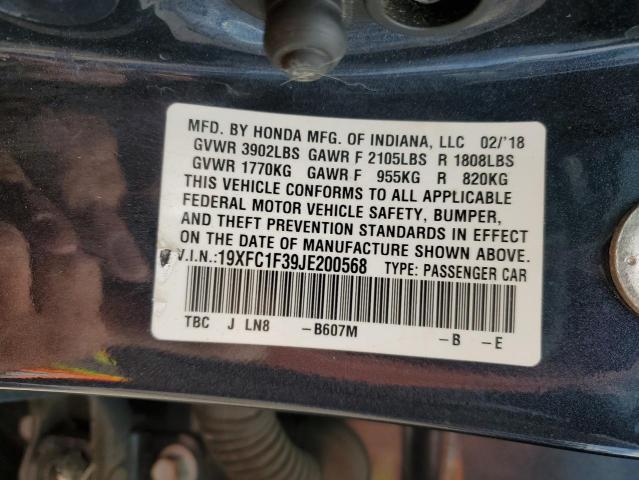 MFD. BY HONDA MFG. OF INDIANA, LLC 02/'18
GVWR 3902LBS GAWR F 2105LBS R 1808LBS
GVWR 1770KG GAWR F 955KG R 820KG
THIS VEHICLE CONFORMS TO ALL APPLICABLE
FEDERAL MOTOR VEHICLE SAFETY, BUMPER,
AND THEFT PREVENTION STANDARDS IN EFFECT
ON THE DATE OF MANUFACTURE SHOWN ABOVE.
V.I.N.:19XFC1F39JE200568 TYPE: PASSENGER CAR
TBC J LN8 -B607M -B -E